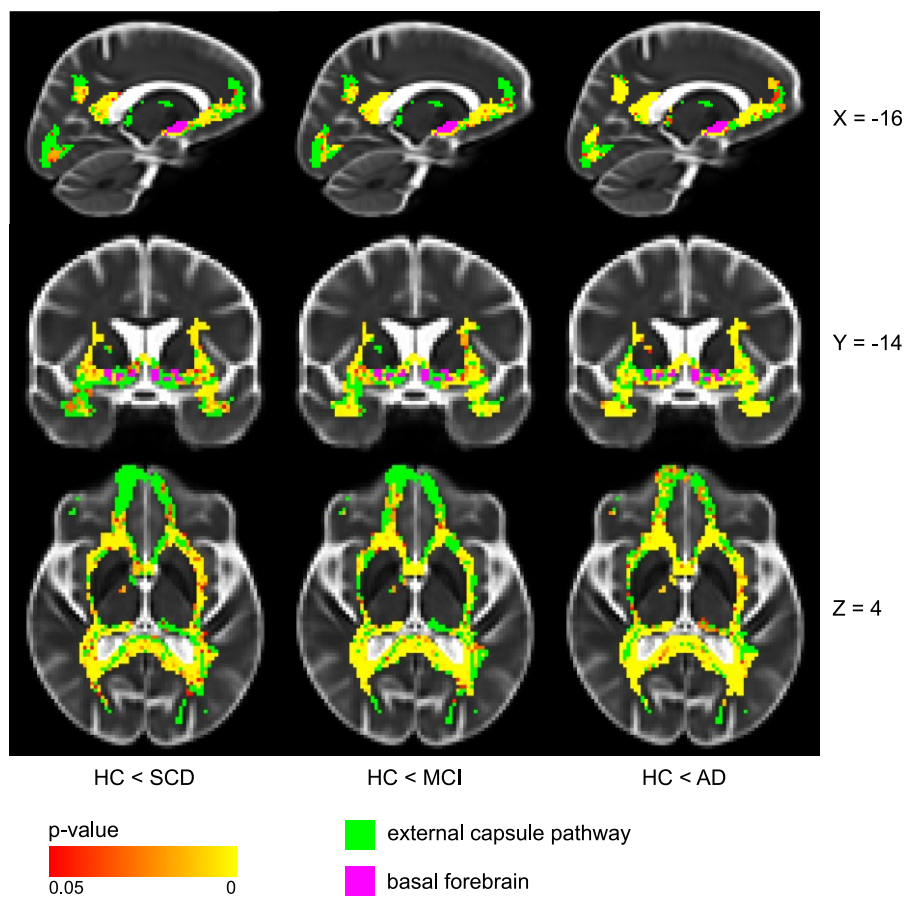 X = -16
Y = -14
Z = 4
HC < SCD
HC < MCI
HC < AD
p-value
0.05
0
external capsule pathway
basal forebrain